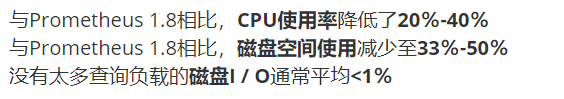 与Prometheus 1.8相比，CPU使用率降低了20%-40%
与Prometheus 1.8相比，磁盘空间使用减少至33%-50%
没有太多查询负载的磁盘I / O通常平均<1%